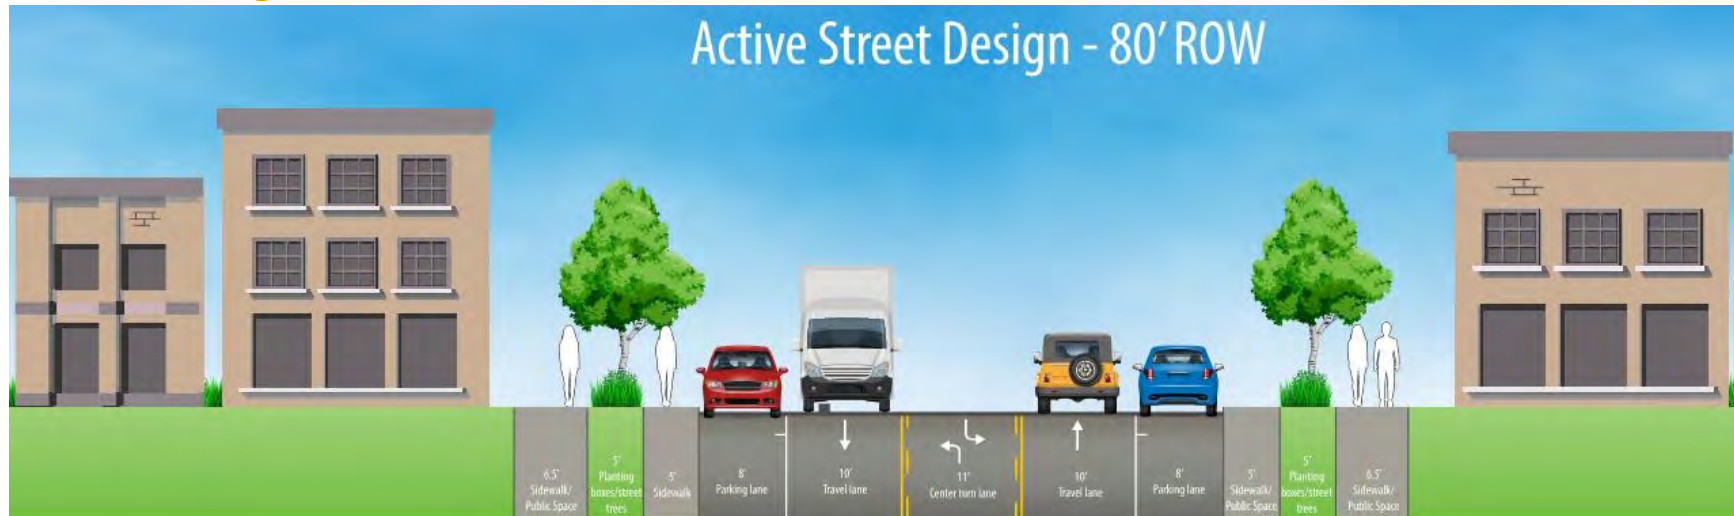 Active Street Design - 80' ROW
6.5'
Sidewalk/
Public Space
5'
Planting
boxes/street
trees
5'
Sidewalk
8'
Parking lane
10'
Travel lane
11'
Center turn lane
10'
Travel lane
8'
Parking lane
5'
Sidewalk/
Public Space
5'
Planting
boxes/street
trees
6.5'
Sidewalk/
Public Space